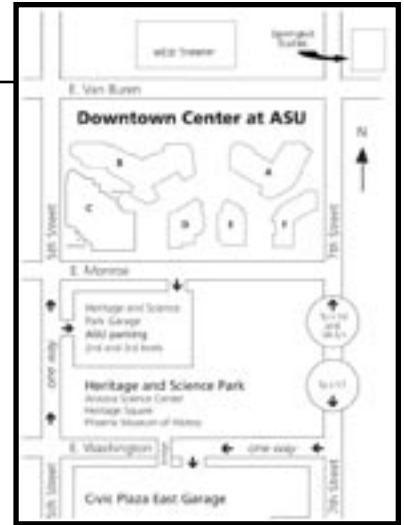 E. Van Buren
Downtown Center at ASU
N
B
A
C
D
E
F
5th Street
7th Street
E. Monroe
Heritage and Science
Park Garage
ASU parking
2nd and 3rd levels
one way
Heritage and Science Park
Arizona Science Center
Heritage Square
Phoenix Museum of History
E. Washington
one way
5th Street
7th Street
Civic Plaza East Garage